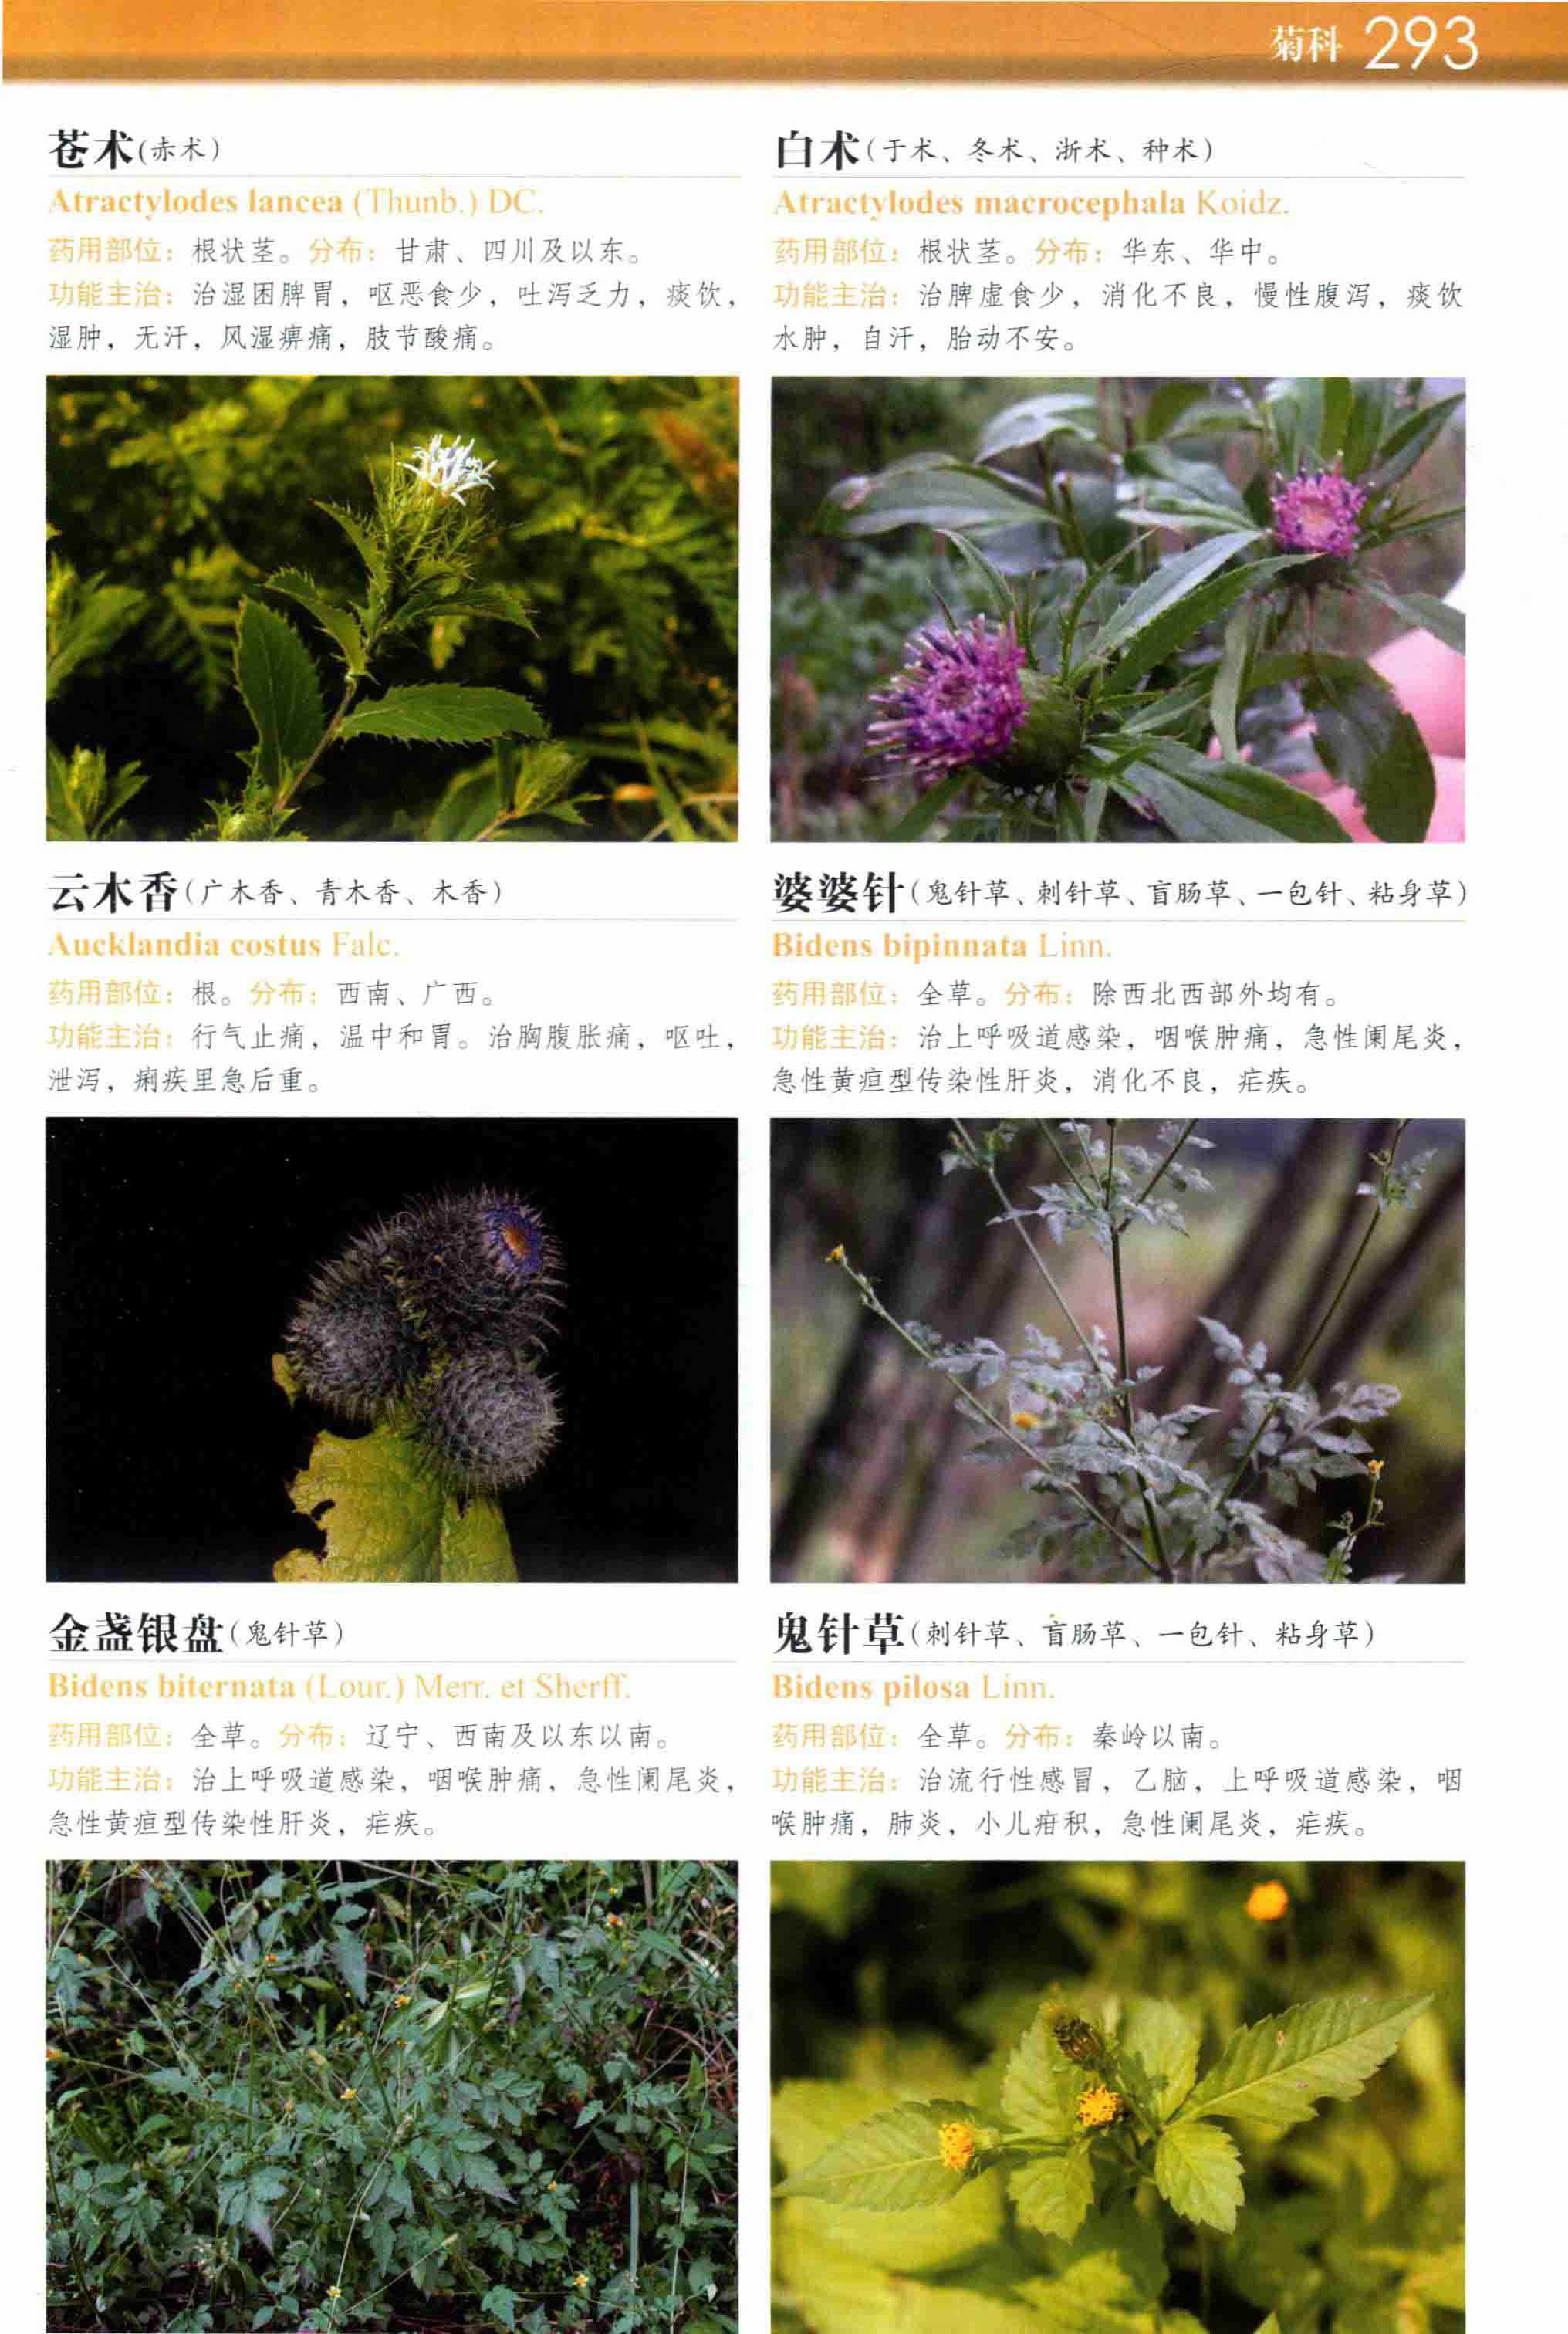 菊科 293
苍术(赤术)
Atractylodes lancea (Thunb.) DC.
药用部位：根状茎。分布：甘肃、四川及以东。
功能主治：治湿困脾胃，呕恶食少，吐泻乏力，痰饮，
湿肿，无汗，风湿痹痛，肢节酸痛。
白术(于术、冬术、浙术、种术)
Atractylodes macrocephala Koidz.
药用部位：根状茎。分布：华东、华中。
功能主治：治脾虚食少，消化不良，慢性腹泻，痰饮
水肿，自汗，胎动不安。
云木香(广木香、青木香、木香)
Aucklandia costus Falc.
药用部位：根。分布：西南、广西。
功能主治：行气止痛，温中和胃。治胸腹胀痛，呕吐，
泄泻，痢疾里急后重。
婆婆针(鬼针草、刺针草、盲肠草、一包针、粘身草)
Bidens bipinnata Linn.
药用部位：全草。分布：除西北西部外均有。
功能主治：治上呼吸道感染，咽喉肿痛，急性阑尾炎，
急性黄疸型传染性肝炎，消化不良，疟疾。
金盏银盘(鬼针草)
Bidens biternata (Lour.) Merr. et Sherff.
药用部位：全草。分布：辽宁、西南及以东以南。
功能主治：治上呼吸道感染，咽喉肿痛，急性阑尾炎，
急性黄疸型传染性肝炎，疟疾。
鬼针草(刺针草、盲肠草、一包针、粘身草)
Bidens pilosa Linn.
药用部位：全草。分布：秦岭以南。
功能主治：治流行性感冒，乙脑，上呼吸道感染，咽
喉肿痛，肺炎，小儿疳积，急性阑尾炎，疟疾。